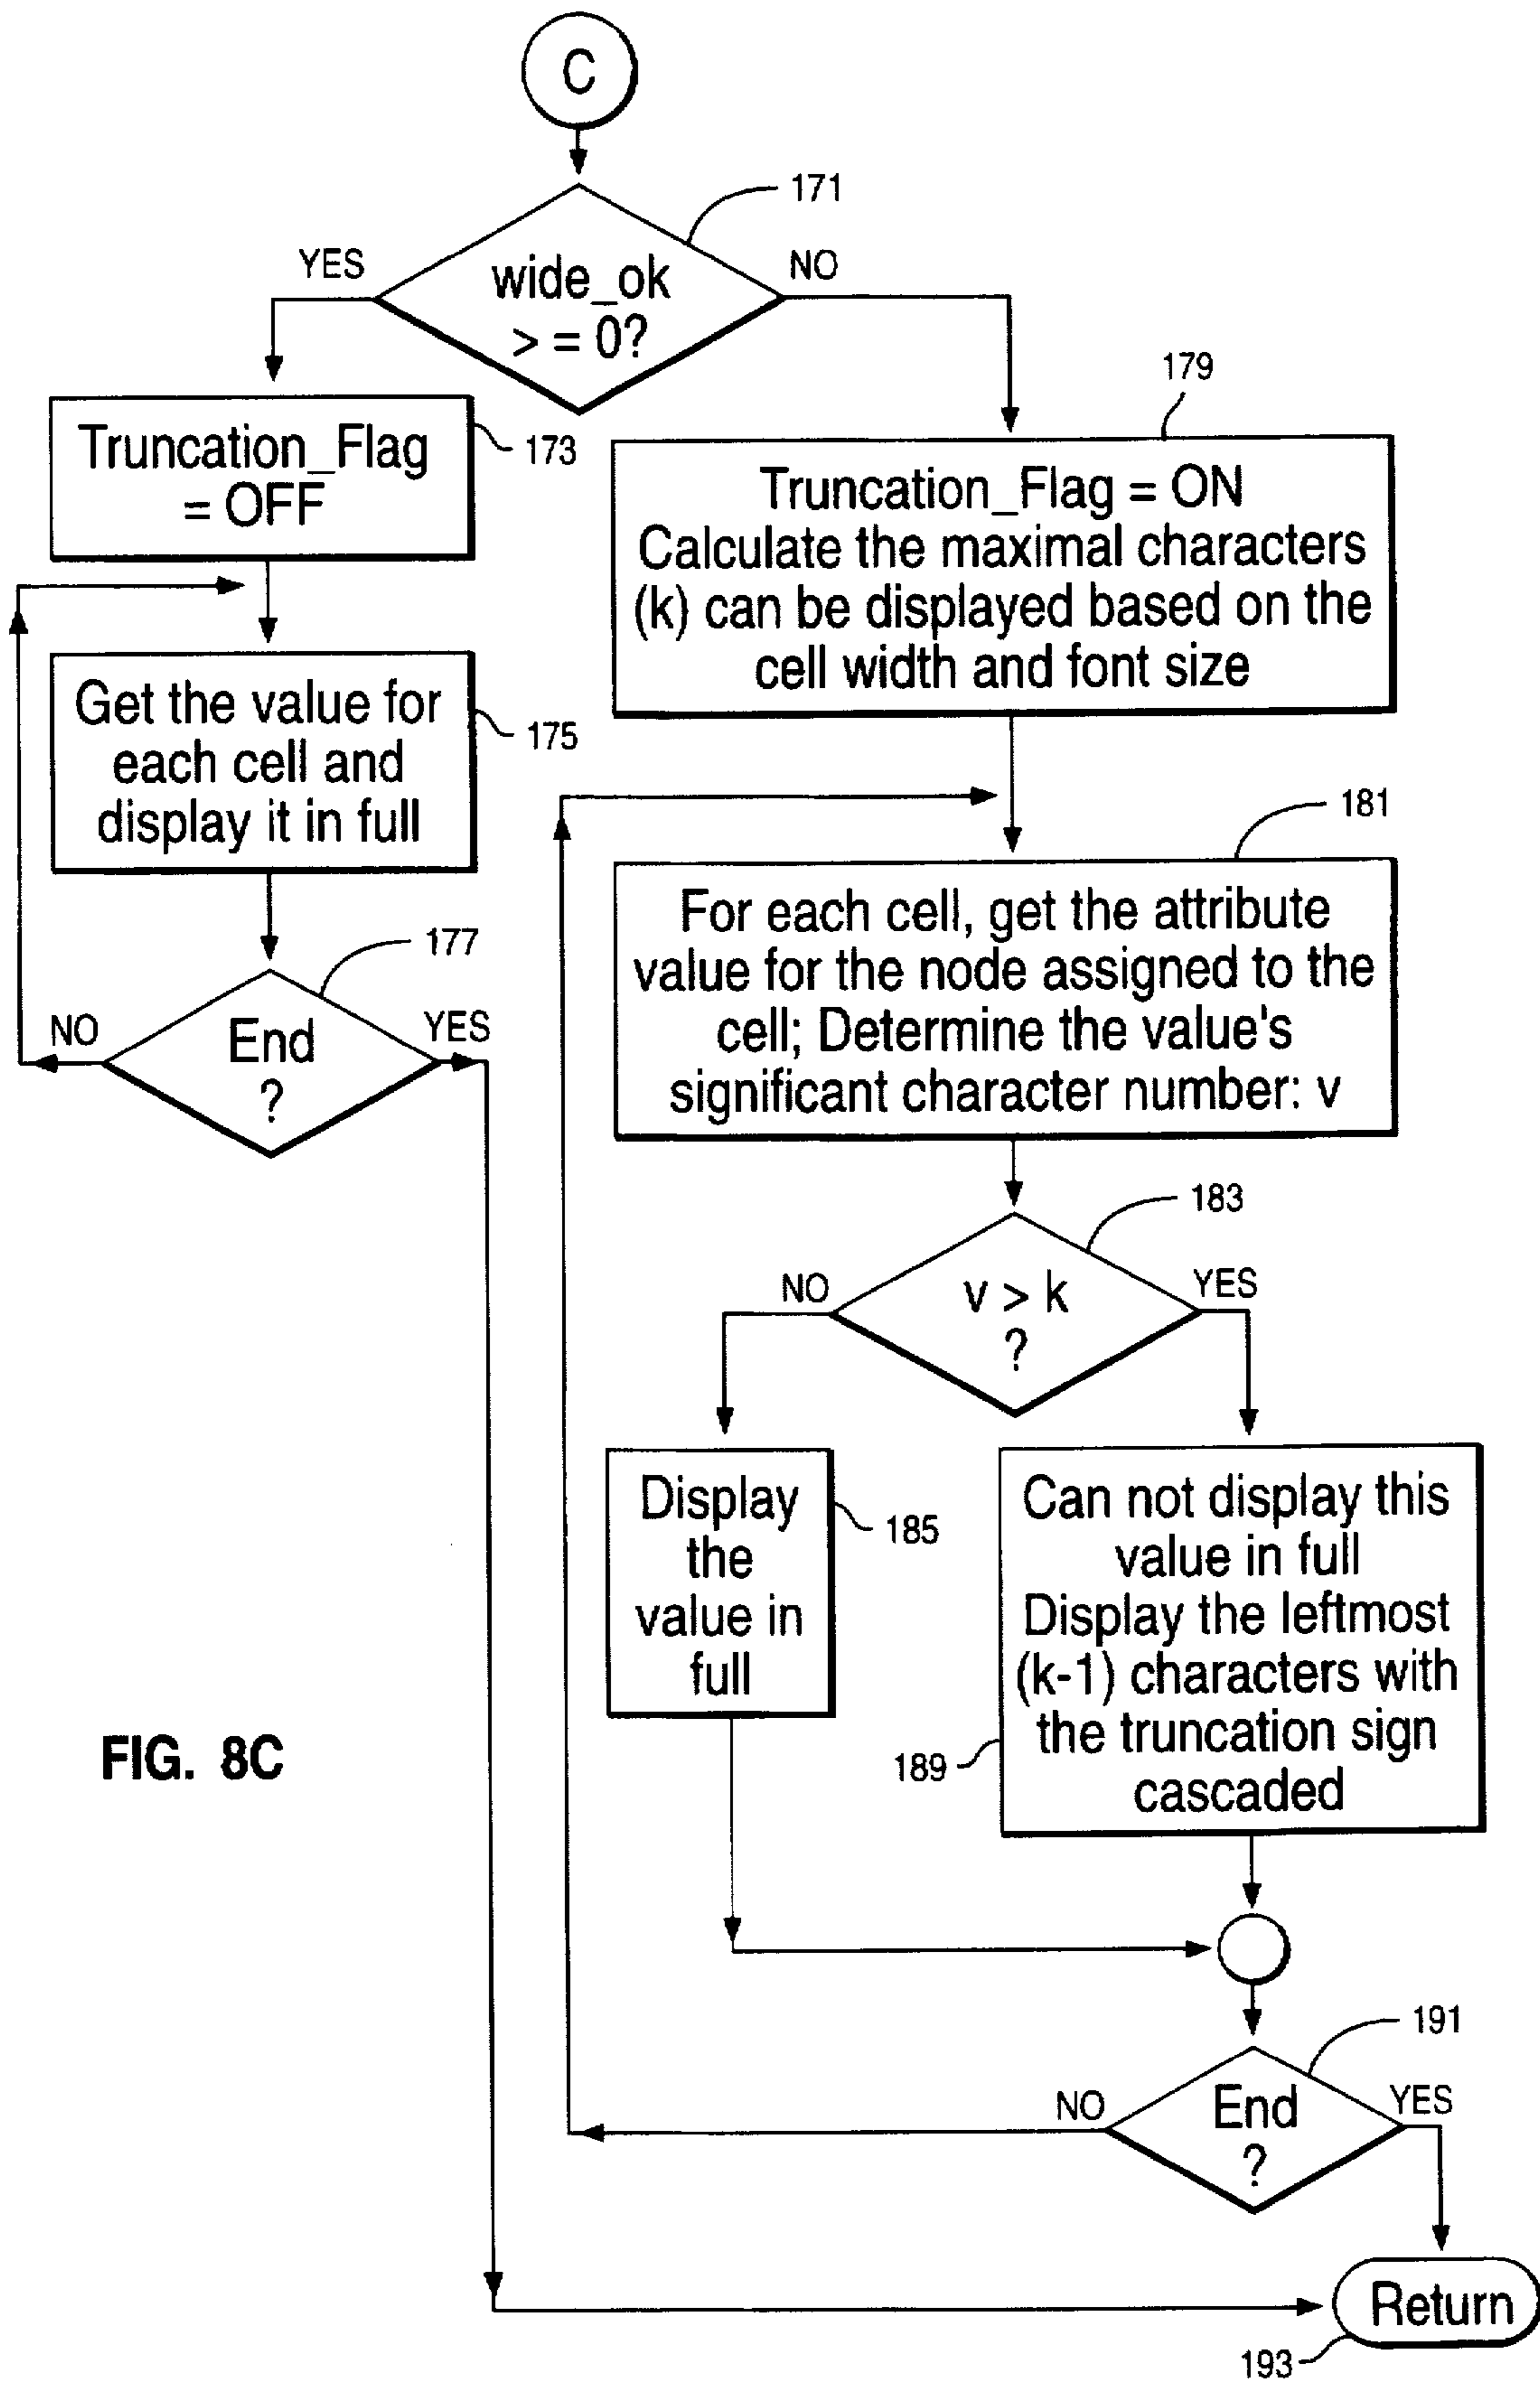 C
171
YES
NO
wide_ok
> = 0?
179
Truncation_Flag
= OFF
173
Truncation_Flag = ON
Calculate the maximal characters
(k) can be displayed based on the
cell width and font size
Get the value for
each cell and
display it in full
175
181
For each cell, get the attribute
value for the node assigned to the
cell; Determine the value's
significant character number: v
177
NO
YES
End
?
183
NO
YES
v > k
?
Display
the
value in
full
185
Can not display this
value in full
Display the leftmost
(k-1) characters with
the truncation sign
cascaded
189
FIG. 8C
191
NO
YES
End
?
Return
193